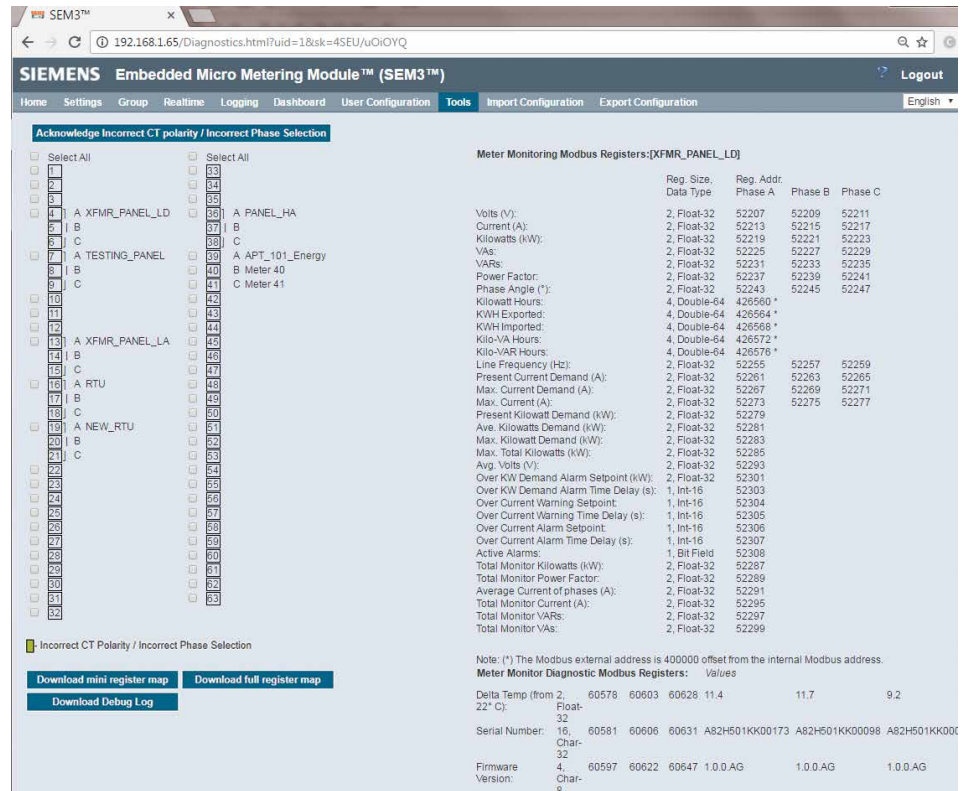 SEM3™
192.168.1.65/Diagnostics.html?uid=1&sk=4SEU/uOiOYQ
SIEMENS Embedded Micro Metering Module™ (SEM3™)
? Logout
Home Settings Group Realtime Logging Dashboard User Configuration Tools Import Configuration Export Configuration English
Acknowledge Incorrect CT polarity / Incorrect Phase Selection
Select All
1
2
3
4 A XFMR_PANEL_LD
5 B
6 C
7 A TESTING_PANEL
8 B
9 C
10
11
12
13 A XFMR_PANEL_LA
14 B
15 C
16 A RTU
17 B
18 C
19 A NEW_RTU
20 B
21 C
22
23
24
25
26
27
28
29
30
31
32
Select All
33
34
35
36 A PANEL_HA
37 B
38 C
39 A APT_101_Energy
40 B Meter 40
41 C Meter 41
42
43
44
45
46
47
48
49
50
51
52
53
54
55
56
57
58
59
60
61
62
63
- Incorrect CT Polarity / Incorrect Phase Selection
Download mini register map Download full register map
Download Debug Log
Meter Monitoring Modbus Registers:[XFMR_PANEL_LD]
Reg. Size, Reg. Addr.
Data Type Phase A Phase B Phase C
Volts (V): 2, Float-32 52207 52209 52211
Current (A): 2, Float-32 52213 52215 52217
Kilowatts (kW): 2, Float-32 52219 52221 52223
VAs: 2, Float-32 52225 52227 52229
VARs: 2, Float-32 52231 52233 52235
Power Factor: 2, Float-32 52237 52239 52241
Phase Angle (°): 2, Float-32 52243 52245 52247
Kilowatt Hours: 4, Double-64 426560 *
KWH Exported: 4, Double-64 426564 *
KWH Imported: 4, Double-64 426568 *
Kilo-VA Hours: 4, Double-64 426572 *
Kilo-VAR Hours: 4, Double-64 426576 *
Line Frequency (Hz): 2, Float-32 52255 52257 52259
Present Current Demand (A): 2, Float-32 52261 52263 52265
Max. Current Demand (A): 2, Float-32 52267 52269 52271
Max. Current (A): 2, Float-32 52273 52275 52277
Present Kilowatt Demand (kW): 2, Float-32 52279
Ave. Kilowatts Demand (kW): 2, Float-32 52281
Max. Kilowatt Demand (kW): 2, Float-32 52283
Max. Total Kilowatts (kW): 2, Float-32 52285
Avg. Volts (V): 2, Float-32 52293
Over KW Demand Alarm Setpoint (kW): 2, Float-32 52301
Over KW Demand Alarm Time Delay (s): 1, Int-16 52303
Over Current Warning Setpoint: 1, Int-16 52304
Over Current Warning Time Delay (s): 1, Int-16 52305
Over Current Alarm Setpoint: 1, Int-16 52306
Over Current Alarm Time Delay (s): 1, Int-16 52307
Active Alarms: 1, Bit Field 52308
Total Monitor Kilowatts (kW): 2, Float-32 52287
Total Monitor Power Factor: 2, Float-32 52289
Average Current of phases (A): 2, Float-32 52291
Total Monitor Current (A): 2, Float-32 52295
Total Monitor VARs: 2, Float-32 52297
Total Monitor VAs: 2, Float-32 52299
Note: (*) The Modbus external address is 400000 offset from the internal Modbus address.
Meter Monitor Diagnostic Modbus Registers: Values
Delta Temp (from 2, 60578 60603 60628 11.4 11.7 9.2
22° C): Float-
32
Serial Number: 16, 60581 60606 60631 A82H501KK00173 A82H501KK00098 A82H501KK000
Char-
32
Firmware 4, 60597 60622 60647 1.0.0.AG 1.0.0.AG 1.0.0.AG
Version: Char-